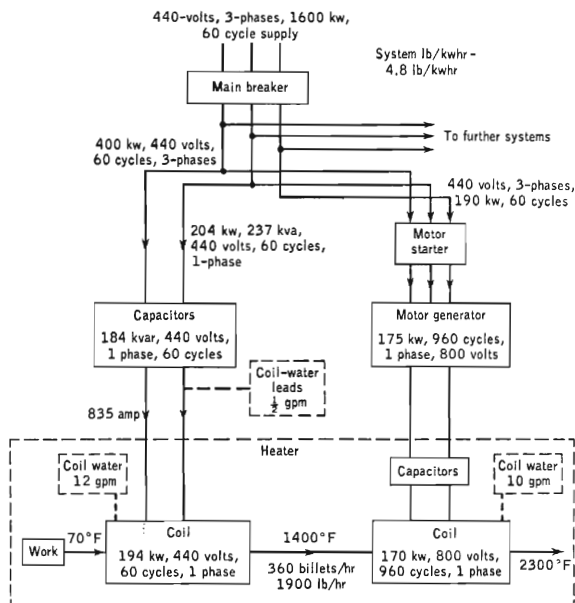 440-volts, 3-phases, 1600 kw,
60 cycle supply
System lb/kwhr -
4.8 lb/kwhr
Main breaker
To further systems
400 kw, 440 volts,
60 cycles, 3-phases
440 volts, 3-phases,
190 kw, 60 cycles
204 kw, 237 kva,
440 volts, 60 cycles,
1-phase
Motor
starter
Capacitors
184 kvar, 440 volts,
1 phase, 60 cycles
Motor generator
175 kw, 960 cycles,
1 phase, 800 volts
Coil-water
leads
½ gpm
835 amp
Heater
Coil water
12 gpm
Capacitors
Coil water
10 gpm
Work
70°F
Coil
194 kw, 440 volts,
60 cycles, 1 phase
1400°F
360 billets/hr
1900 lb/hr
Coil
170 kw, 800 volts,
960 cycles, 1 phase
2300°F